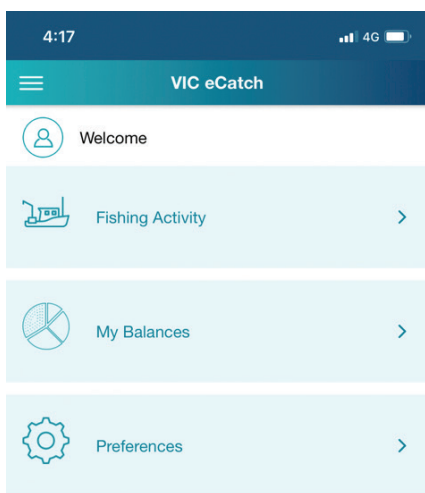 4:17
4G
VIC eCatch
Welcome
Fishing Activity
My Balances
Preferences